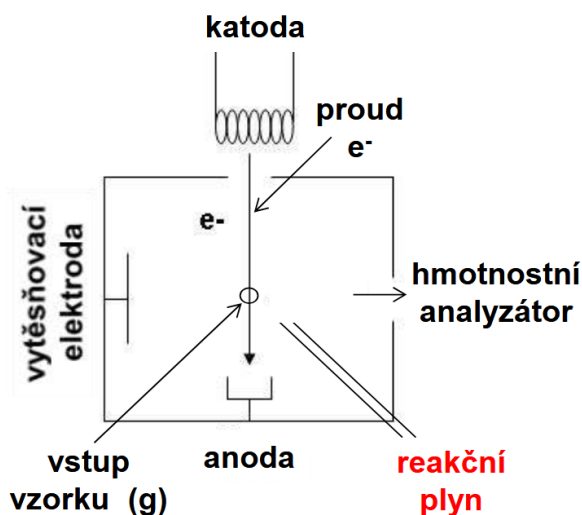 katoda
proud
e-
e-
vytěsňovací
elektroda
hmotnostní
analyzátor
vstup
vzorku (g)
anoda
reakční
plyn